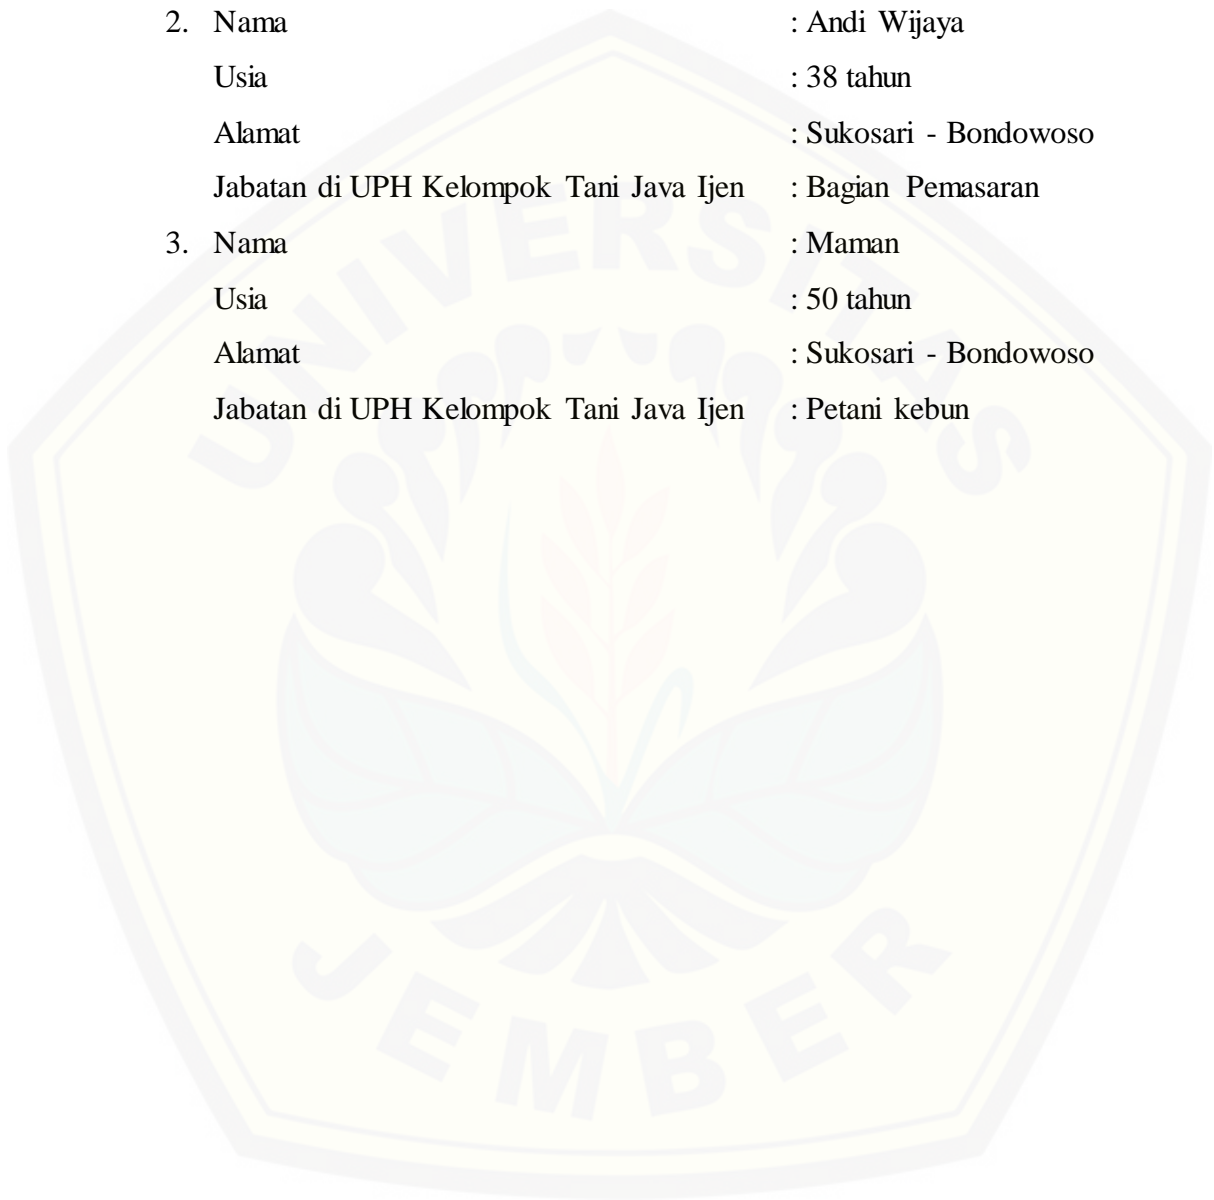 2. Nama : Andi Wijaya
Usia : 38 tahun
Alamat : Sukosari - Bondowoso
Jabatan di UPH Kelompok Tani Java Ijen : Bagian Pemasaran
3. Nama : Maman
Usia : 50 tahun
Alamat : Sukosari - Bondowoso
Jabatan di UPH Kelompok Tani Java Ijen : Petani kebun
UNIVERSITAS
JEMBER